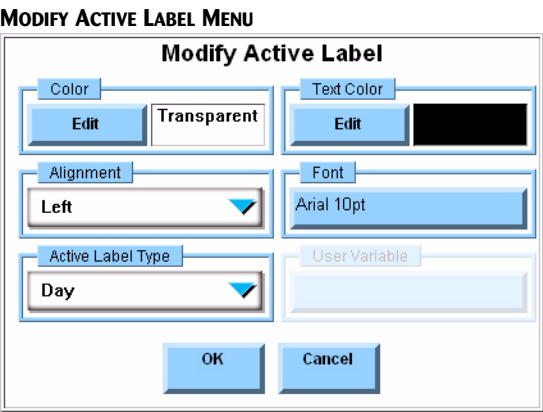 MODIFY ACTIVE LABEL MENU
Modify Active Label
Color
Edit
Transparent
Text Color
Edit
Alignment
Left
Font
Arial 10pt
Active Label Type
Day
User Variable
OK
Cancel